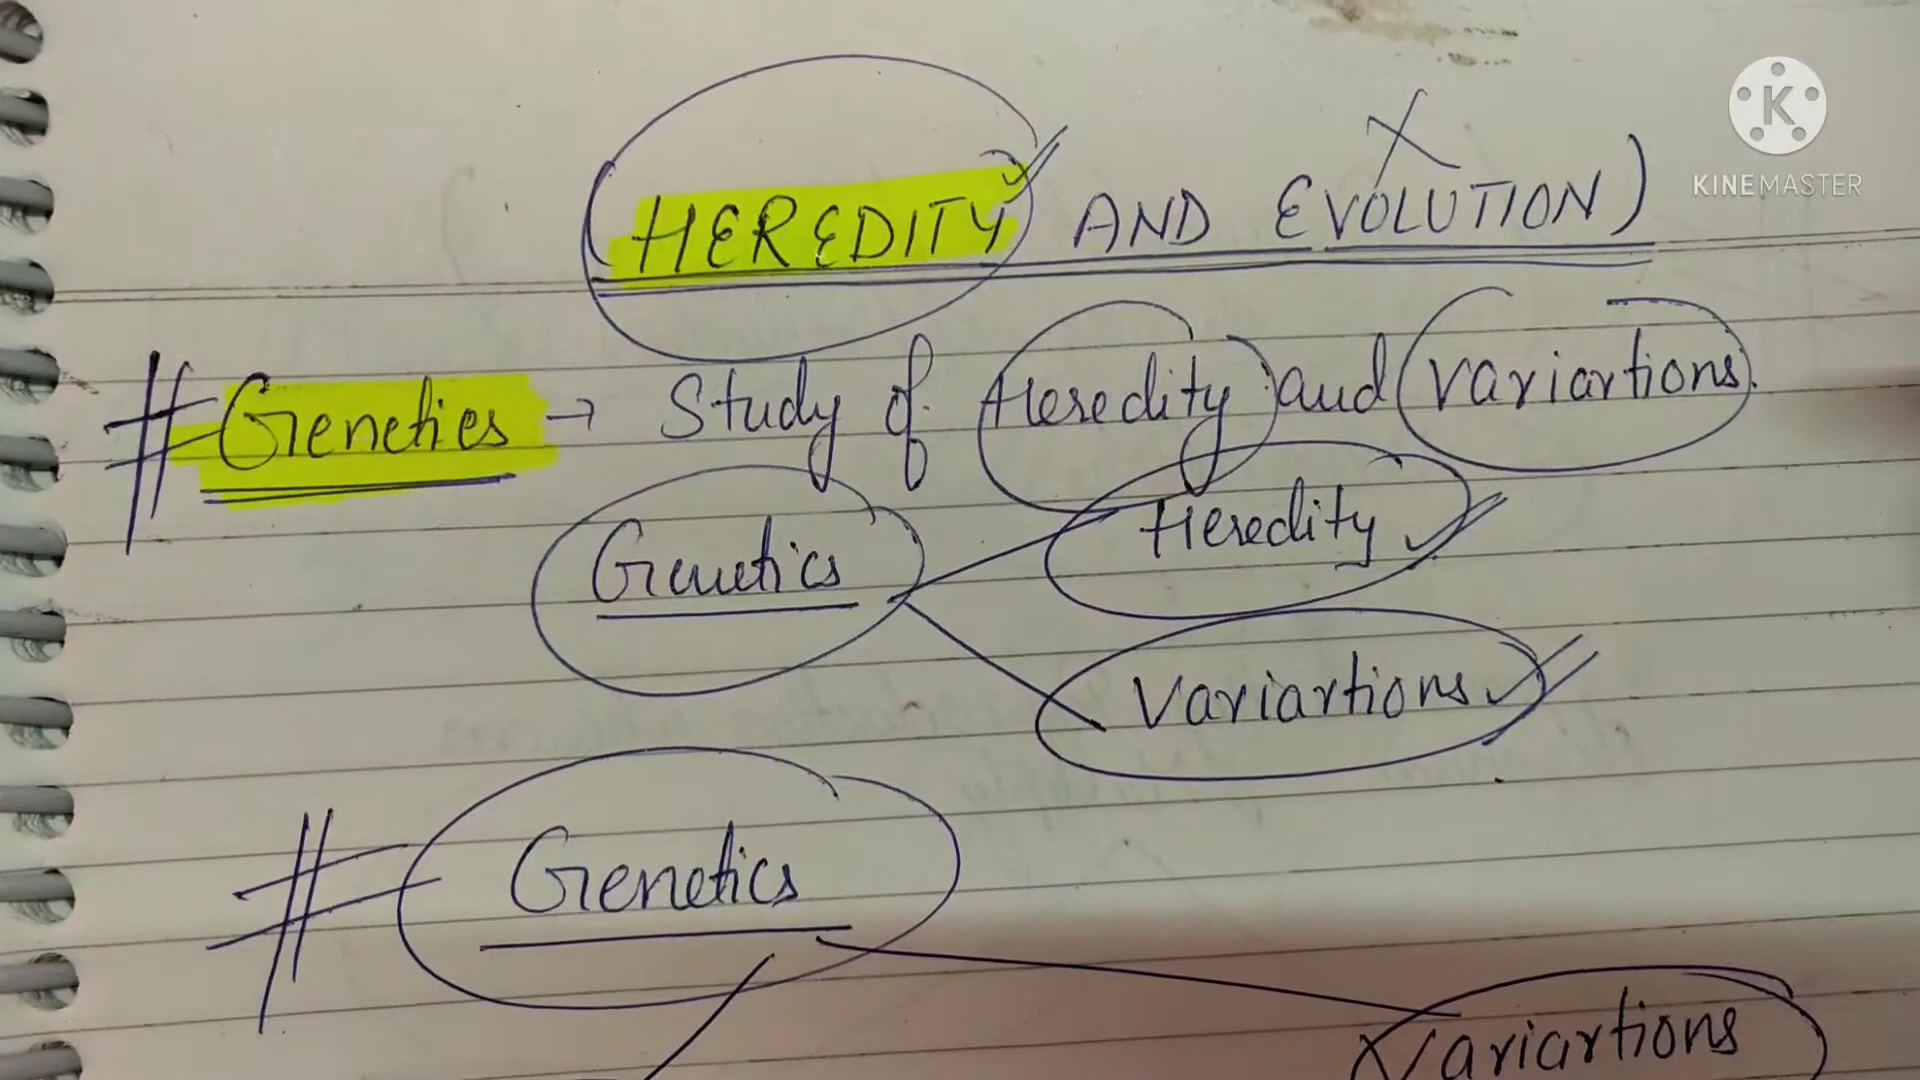 HEREDITY AND EVOLUTION)
# Genetics → Study of Heredity and Variartions.
Genetics
Heredity
Variartions
# Genetics
Variartions
K
KINEMASTER